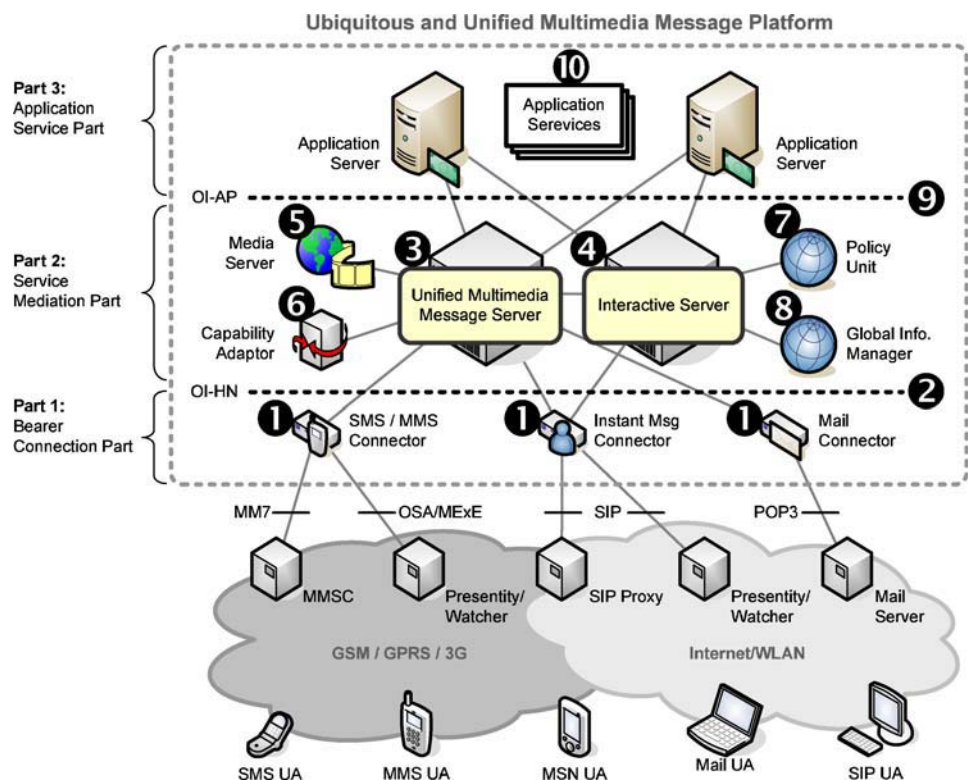 Ubiquitous and Unified Multimedia Message Platform
Part 3:
Application
Service Part
10
Application
Serevices
Application
Server
Application
Server
OI-AP
9
Part 2:
Service
Mediation Part
5
Media
Server
3
4
7
Policy
Unit
Unified Multimedia
Message Server
Interactive Server
6
Capability
Adaptor
8
Global Info.
Manager
OI-HN
2
Part 1:
Bearer
Connection Part
1
SMS / MMS
Connector
1
Instant Msg
Connector
1
Mail
Connector
MM7
OSA/MExE
SIP
POP3
MMSC
Presentity/
Watcher
SIP Proxy
Presentity/
Watcher
Mail
Server
GSM / GPRS / 3G
Internet/WLAN
SMS UA
MMS UA
MSN UA
Mail UA
SIP UA